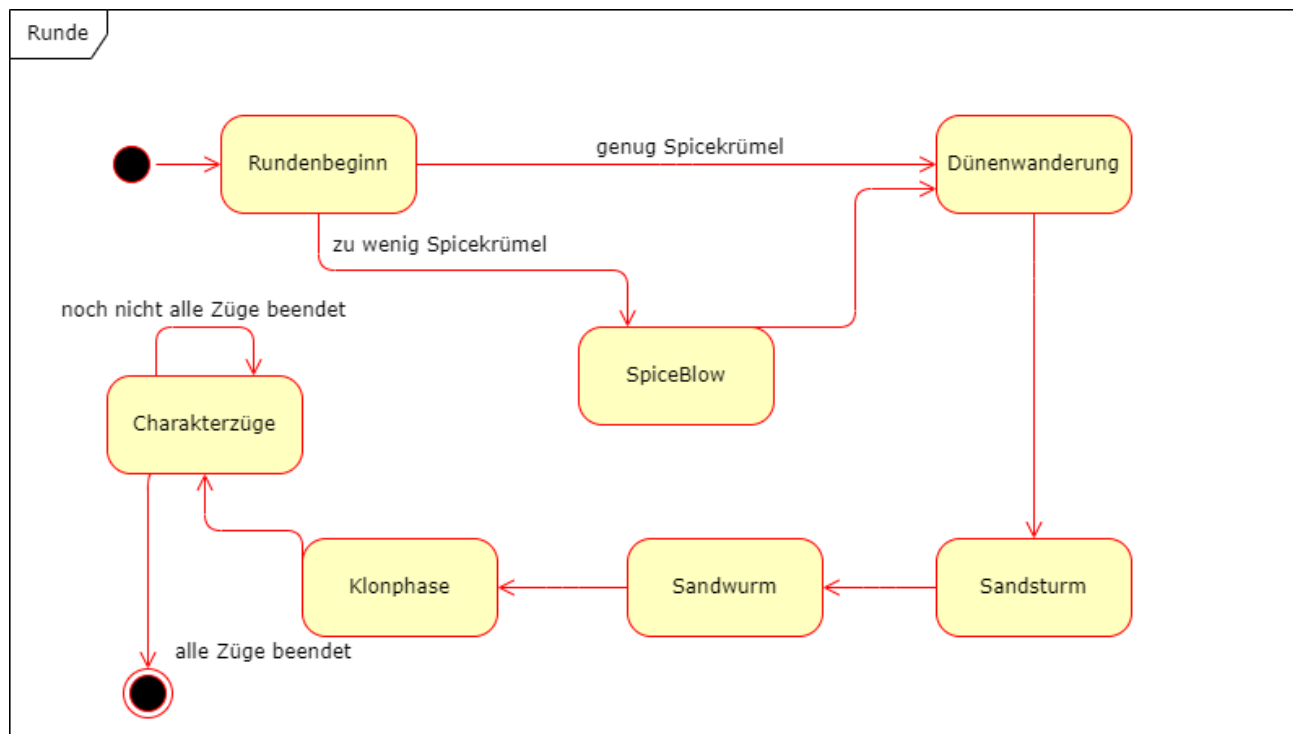 Runde
Rundenbeginn
genug Spicekrümel
Dünenwanderung
zu wenig Spicekrümel
noch nicht alle Züge beendet
SpiceBlow
Charakterzüge
Klonphase
Sandwurm
Sandsturm
alle Züge beendet